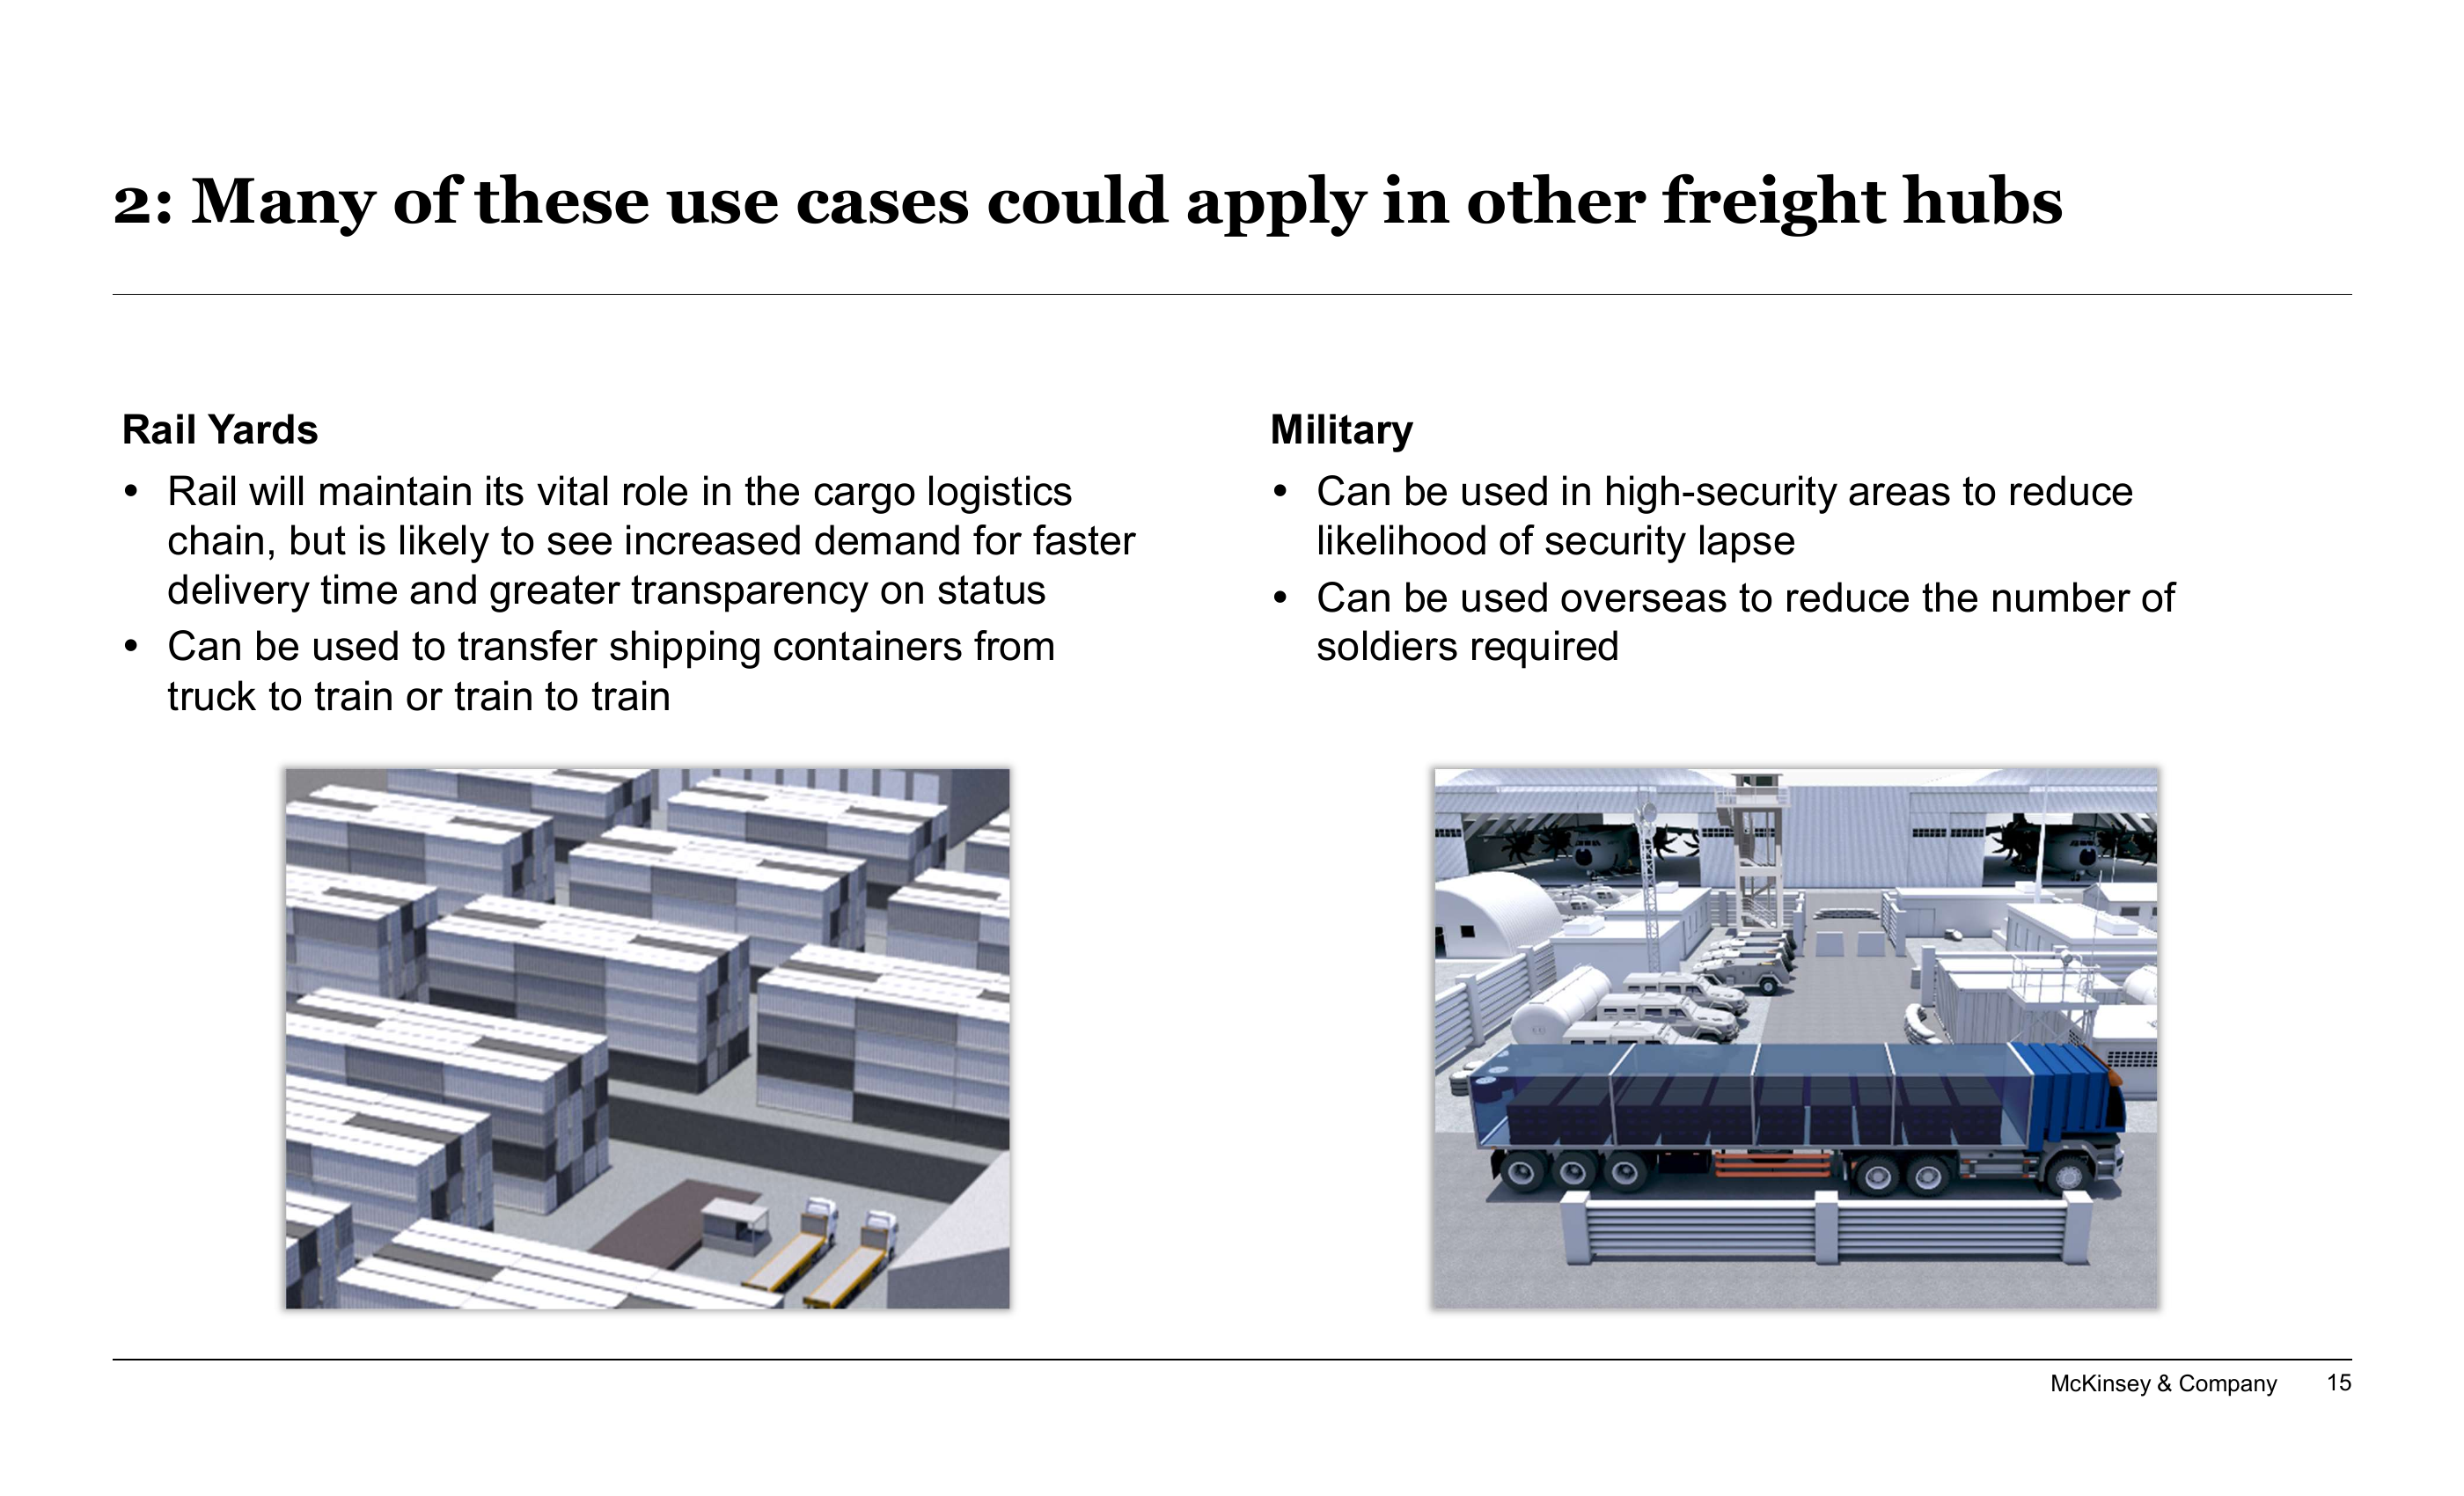 2: Many of these use cases could apply in other freight hubs
Rail Yards
• Rail will maintain its vital role in the cargo logistics
chain, but is likely to see increased demand for faster
delivery time and greater transparency on status
• Can be used to transfer shipping containers from
truck to train or train to train
Military
• Can be used in high-security areas to reduce
likelihood of security lapse
• Can be used overseas to reduce the number of
soldiers required
McKinsey & Company 15